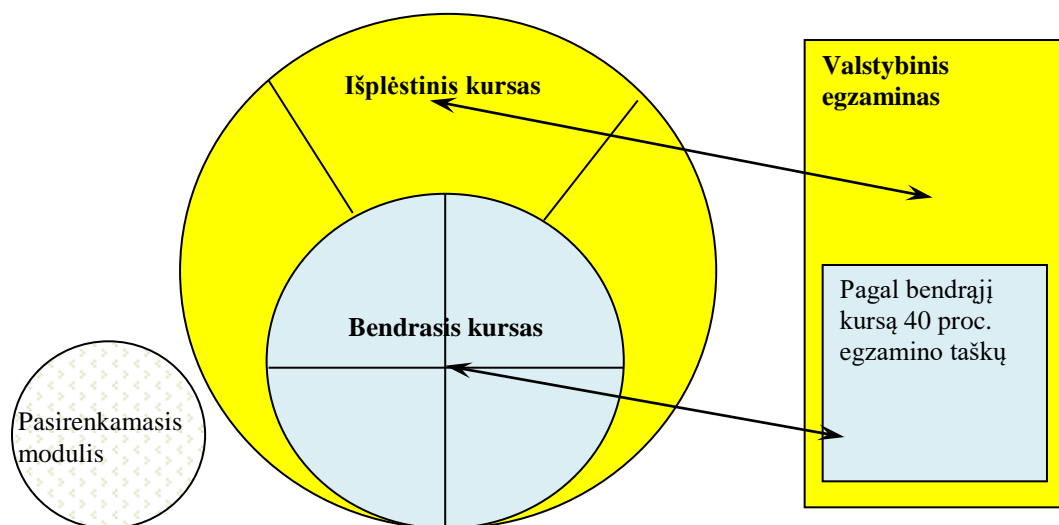 Išplėstinis kursas
Valstybinis
egzaminas
Bendrasis kursas
Pagal bendrąjį
kursą 40 proc.
egzamino taškų
Pasirenkamasis
modulis